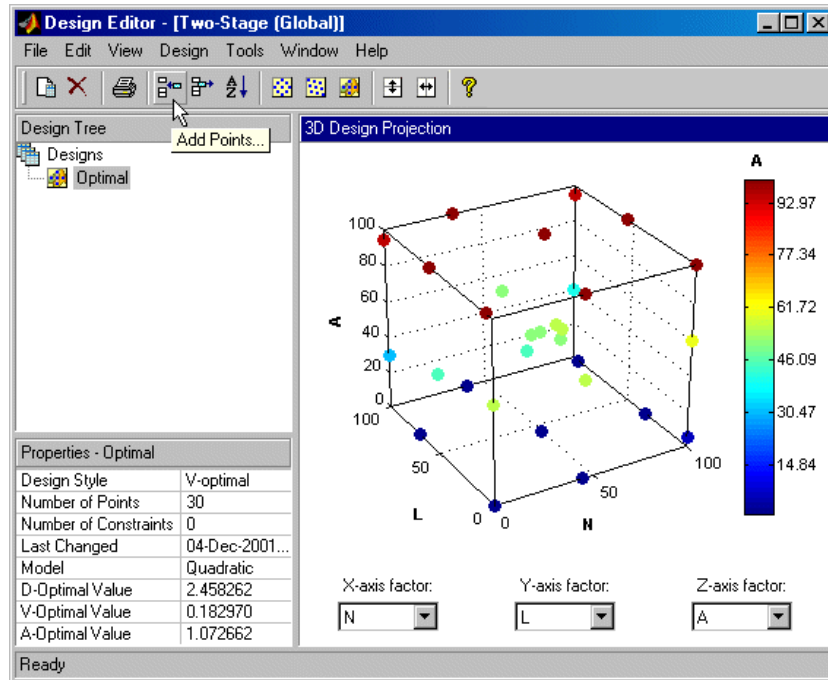 Design Editor - [Two-Stage (Global)]
File Edit View Design Tools Window Help
Add Points...
Design Tree
Designs
Optimal
Properties - Optimal
Design Style V-optimal
Number of Points 30
Number of Constraints 0
Last Changed 04-Dec-2001...
Model Quadratic
D-Optimal Value 2.458262
V-Optimal Value 0.182970
A-Optimal Value 1.072662
3D Design Projection
A
92.97
77.34
61.72
46.09
30.47
14.84
100
80
60
40
20
0
A
100
50
0
L
0
50
100
N
X-axis factor: Y-axis factor: Z-axis factor:
N L A
Ready